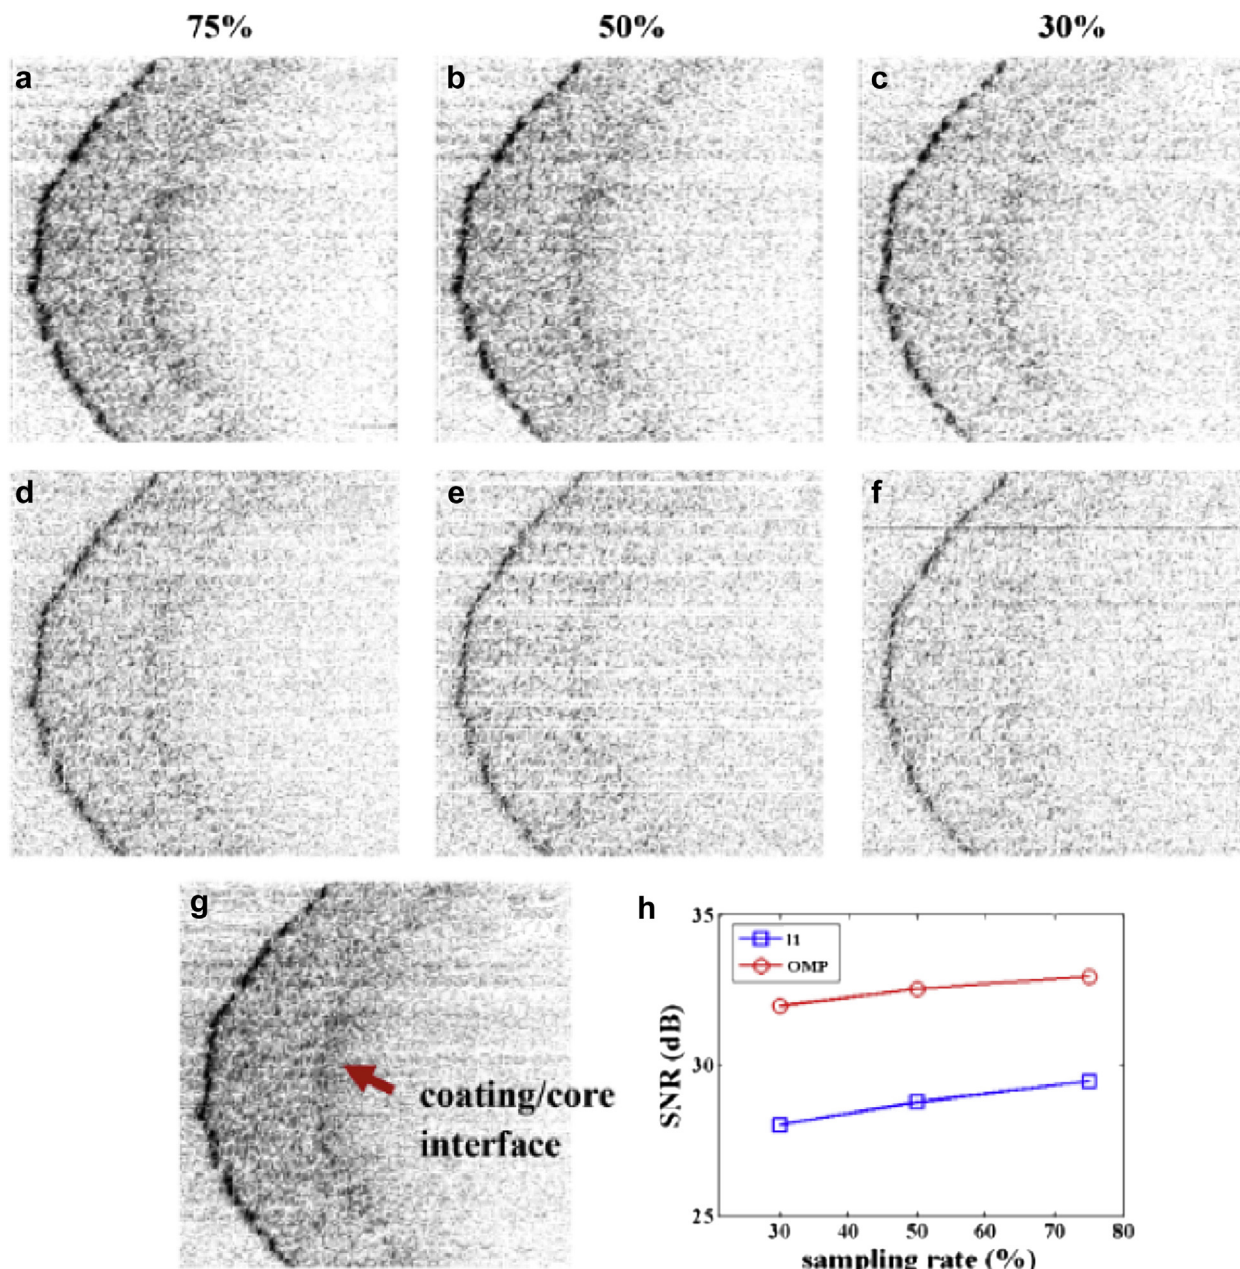 75%
50%
30%
a
b
c
d
e
f
g
coating/core
interface
h
35
30
25
SNR (dB)
l1
OMP
30
40
50
60
70
80
sampling rate (%)